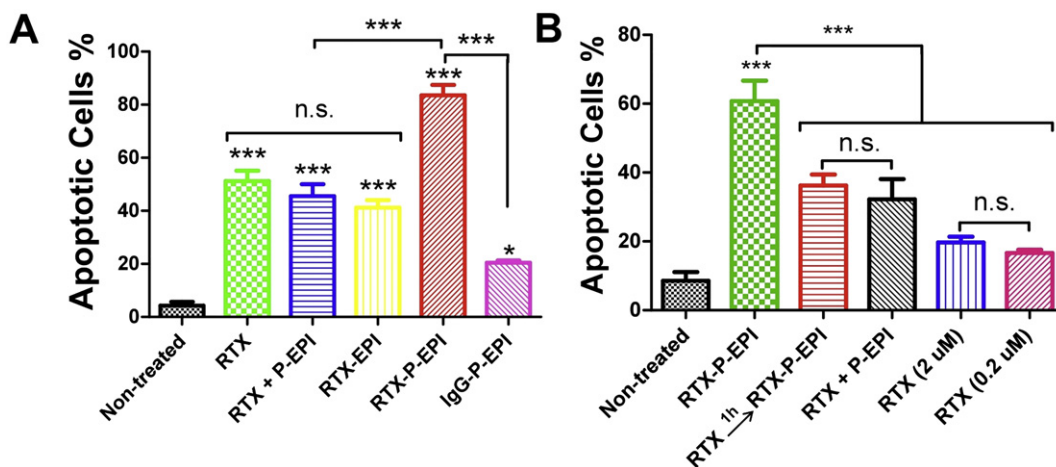 A
Apoptotic Cells %
100
80
60
40
20
0
***
***
n.s.
***
***
***
***
*
Non-treated
RTX
RTX + P-EPI
RTX-EPI
RTX-P-EPI
IgG-P-EPI
B
Apoptotic Cells %
80
60
40
20
0
***
***
n.s.
n.s.
Non-treated
RTX-P-EPI
RTX 1h → RTX-P-EPI
RTX + P-EPI
RTX (2 uM)
RTX (0.2 uM)